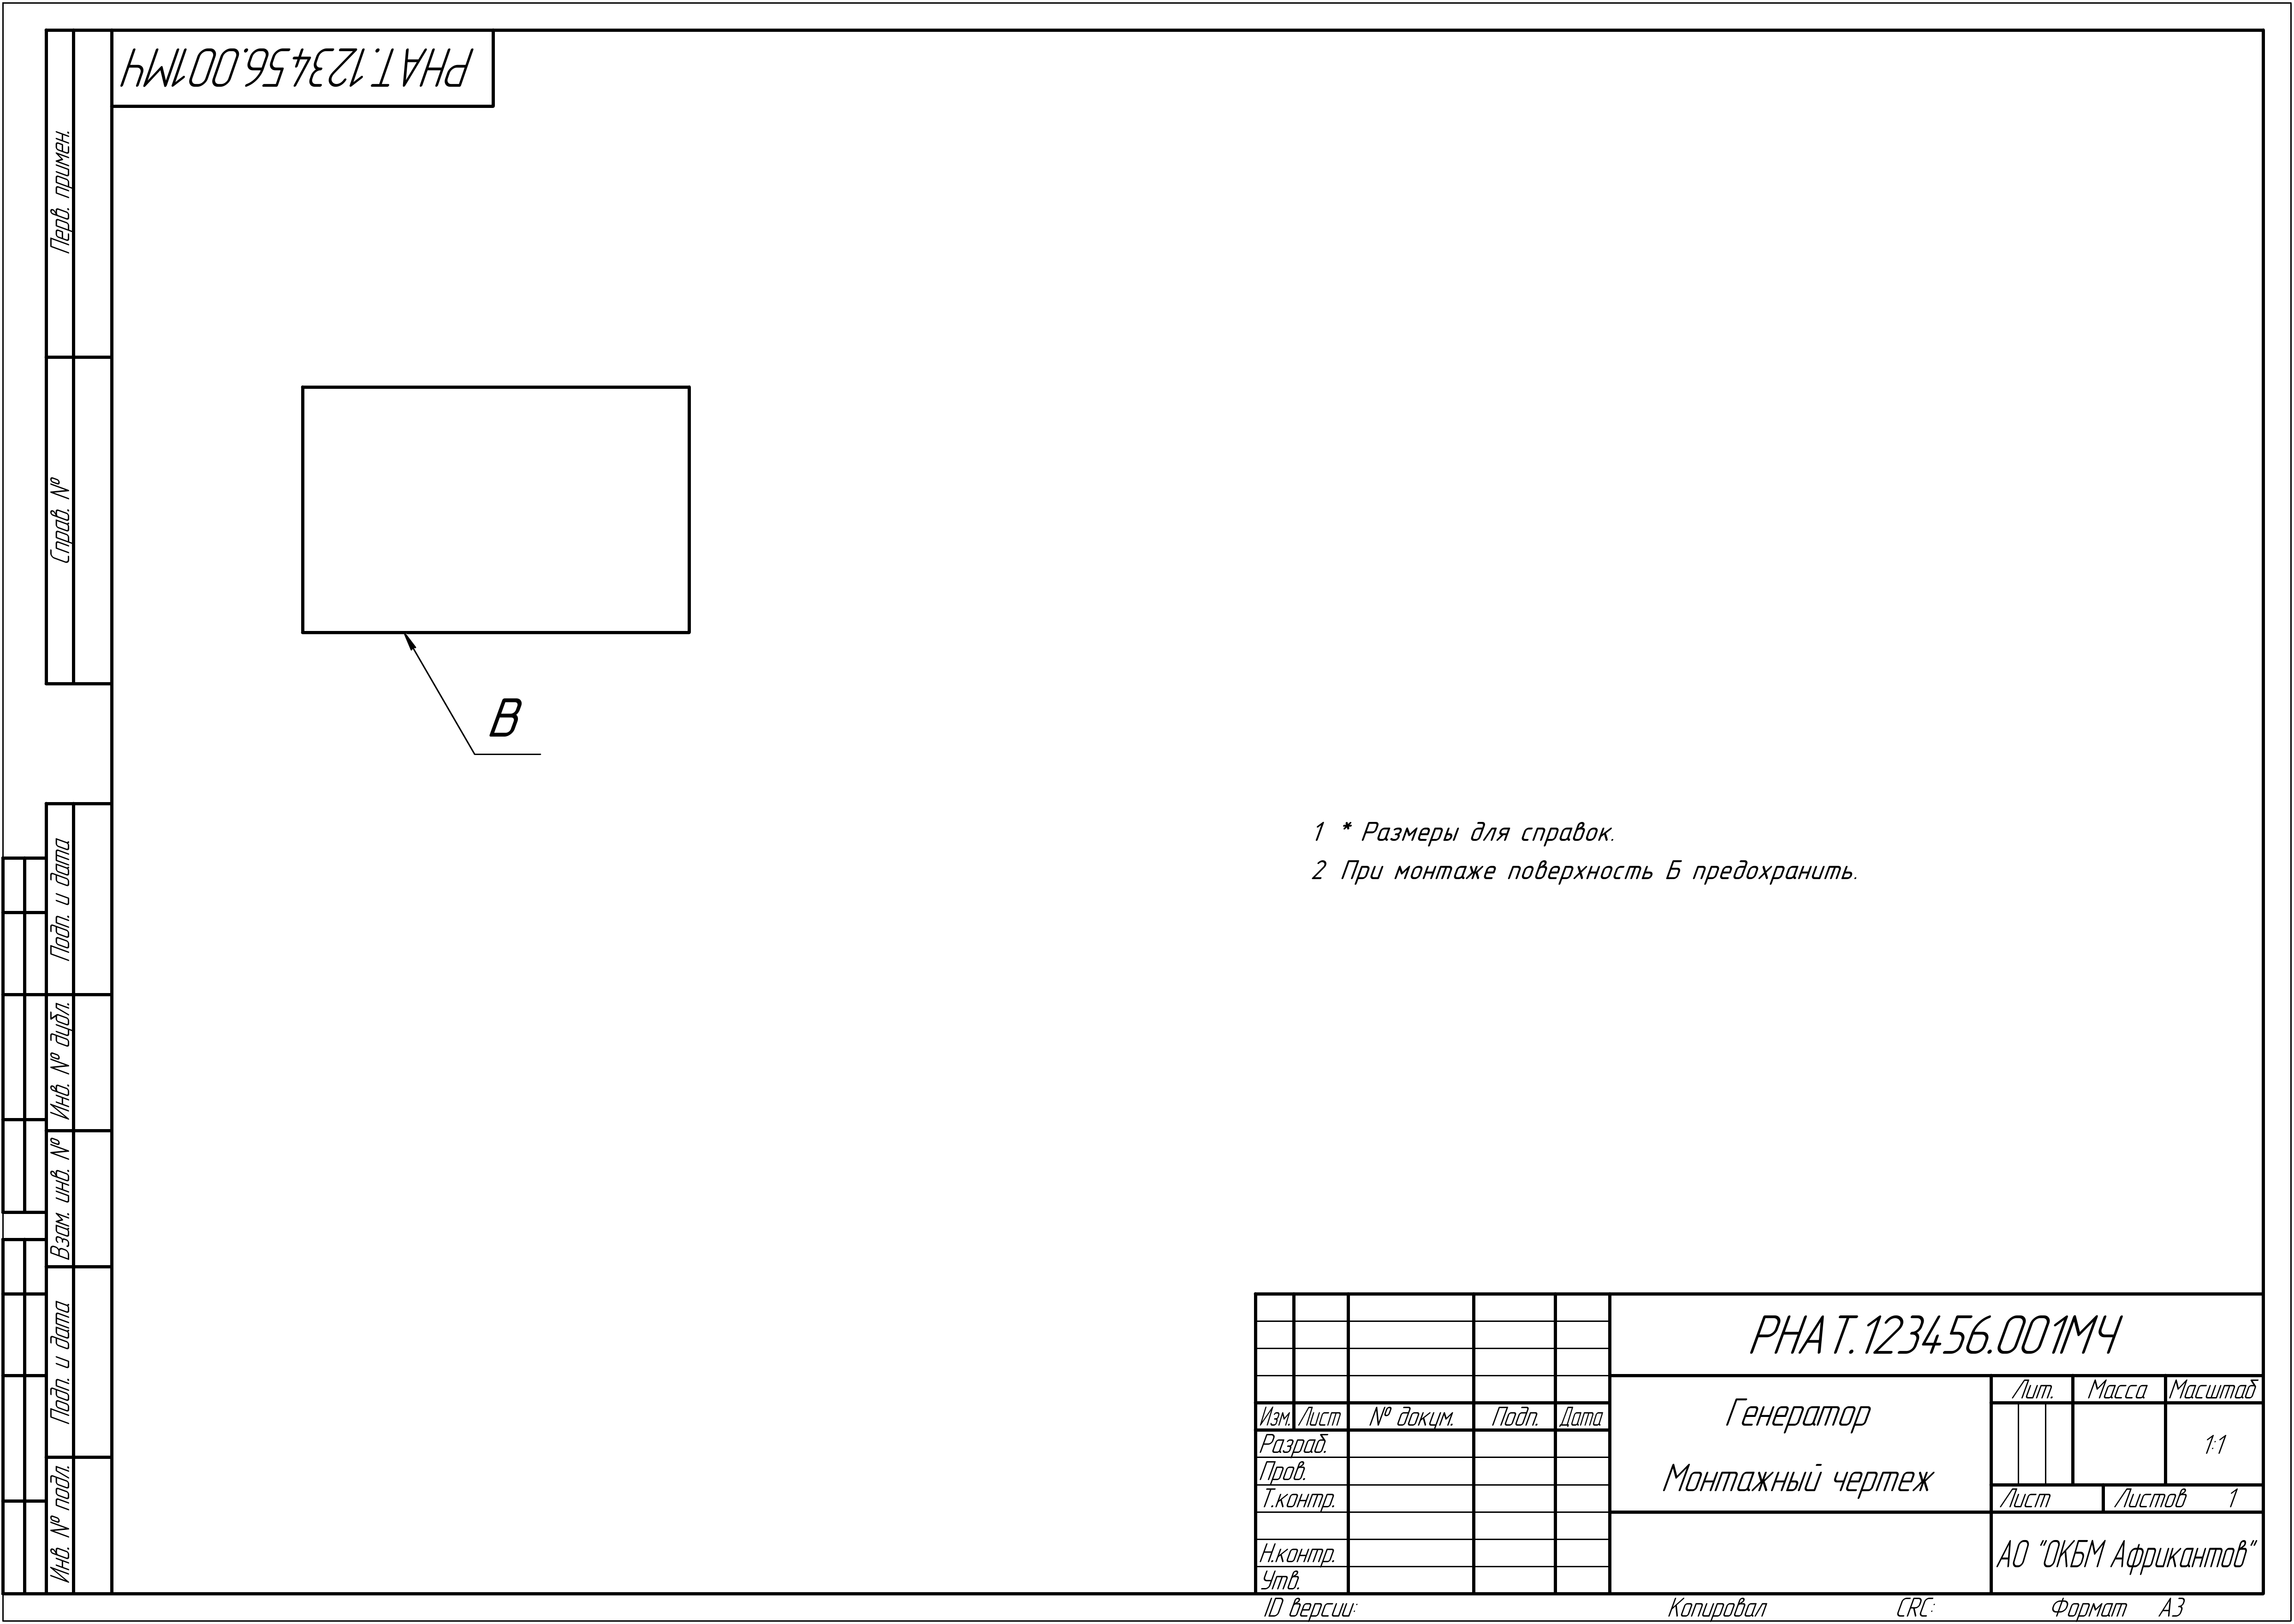 РНАТ.123456.001МЧ
Перв. примен.
Справ. №
В
1 * Размеры для справок.
2 При монтаже поверхность Б предохранить.
Подп. и дата
Инв. № дубл.
Взам. инв. №
Подп. и дата
Инв. № подл.
РНАТ.123456.001МЧ
Генератор
Монтажный чертеж
Лит. Масса Масштаб
1:1
Лист Листов 1
АО "ОКБМ Африкантов"
Изм. Лист № докум. Подп. Дата
Разраб.
Пров.
Т.контр.
Н.контр.
Утв.
ID версии: Копировал CRC: Формат А3